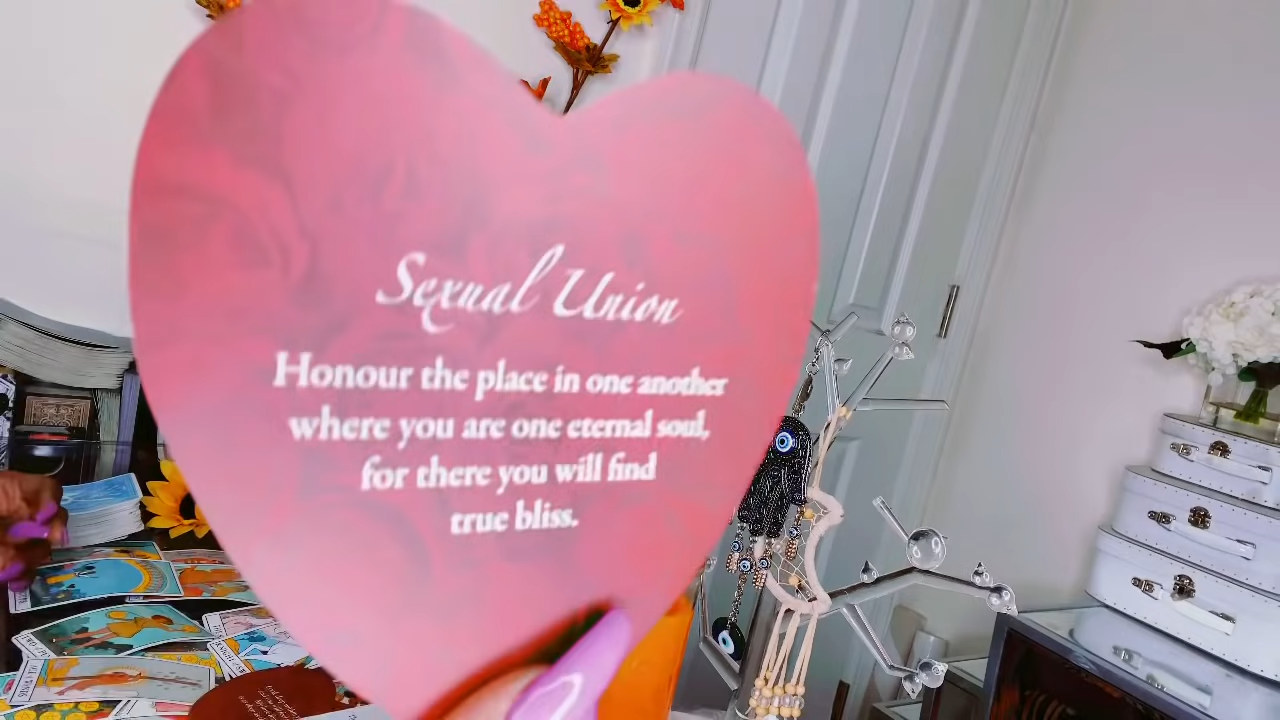 Sexual Union
Honour the place in one another
where you are one eternal soul,
for there you will find
true bliss.